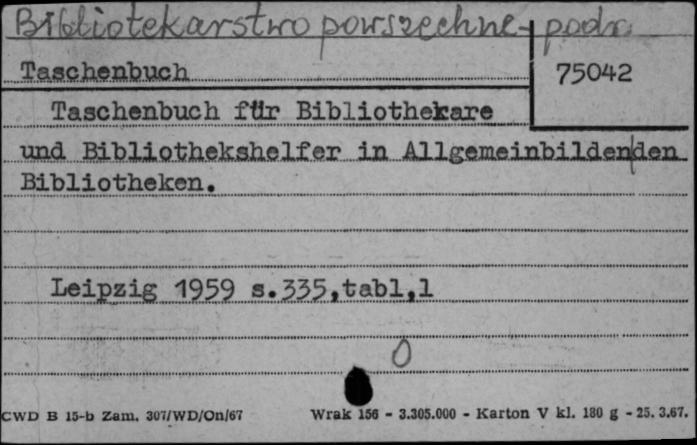 Bibliotekarstwo powszechne-podr.
Taschenbuch
75042
Taschenbuch für Bibliothekare
und Bibliothekshelfer in Allgemeinbildenden
Bibliotheken.
Leipzig 1959 s.335,tabl,1
0
CWD B 15-b Zam. 307/WD/On/67 Wrak 156 - 3.305.000 - Karton V kl. 180 g - 25. 3.67.